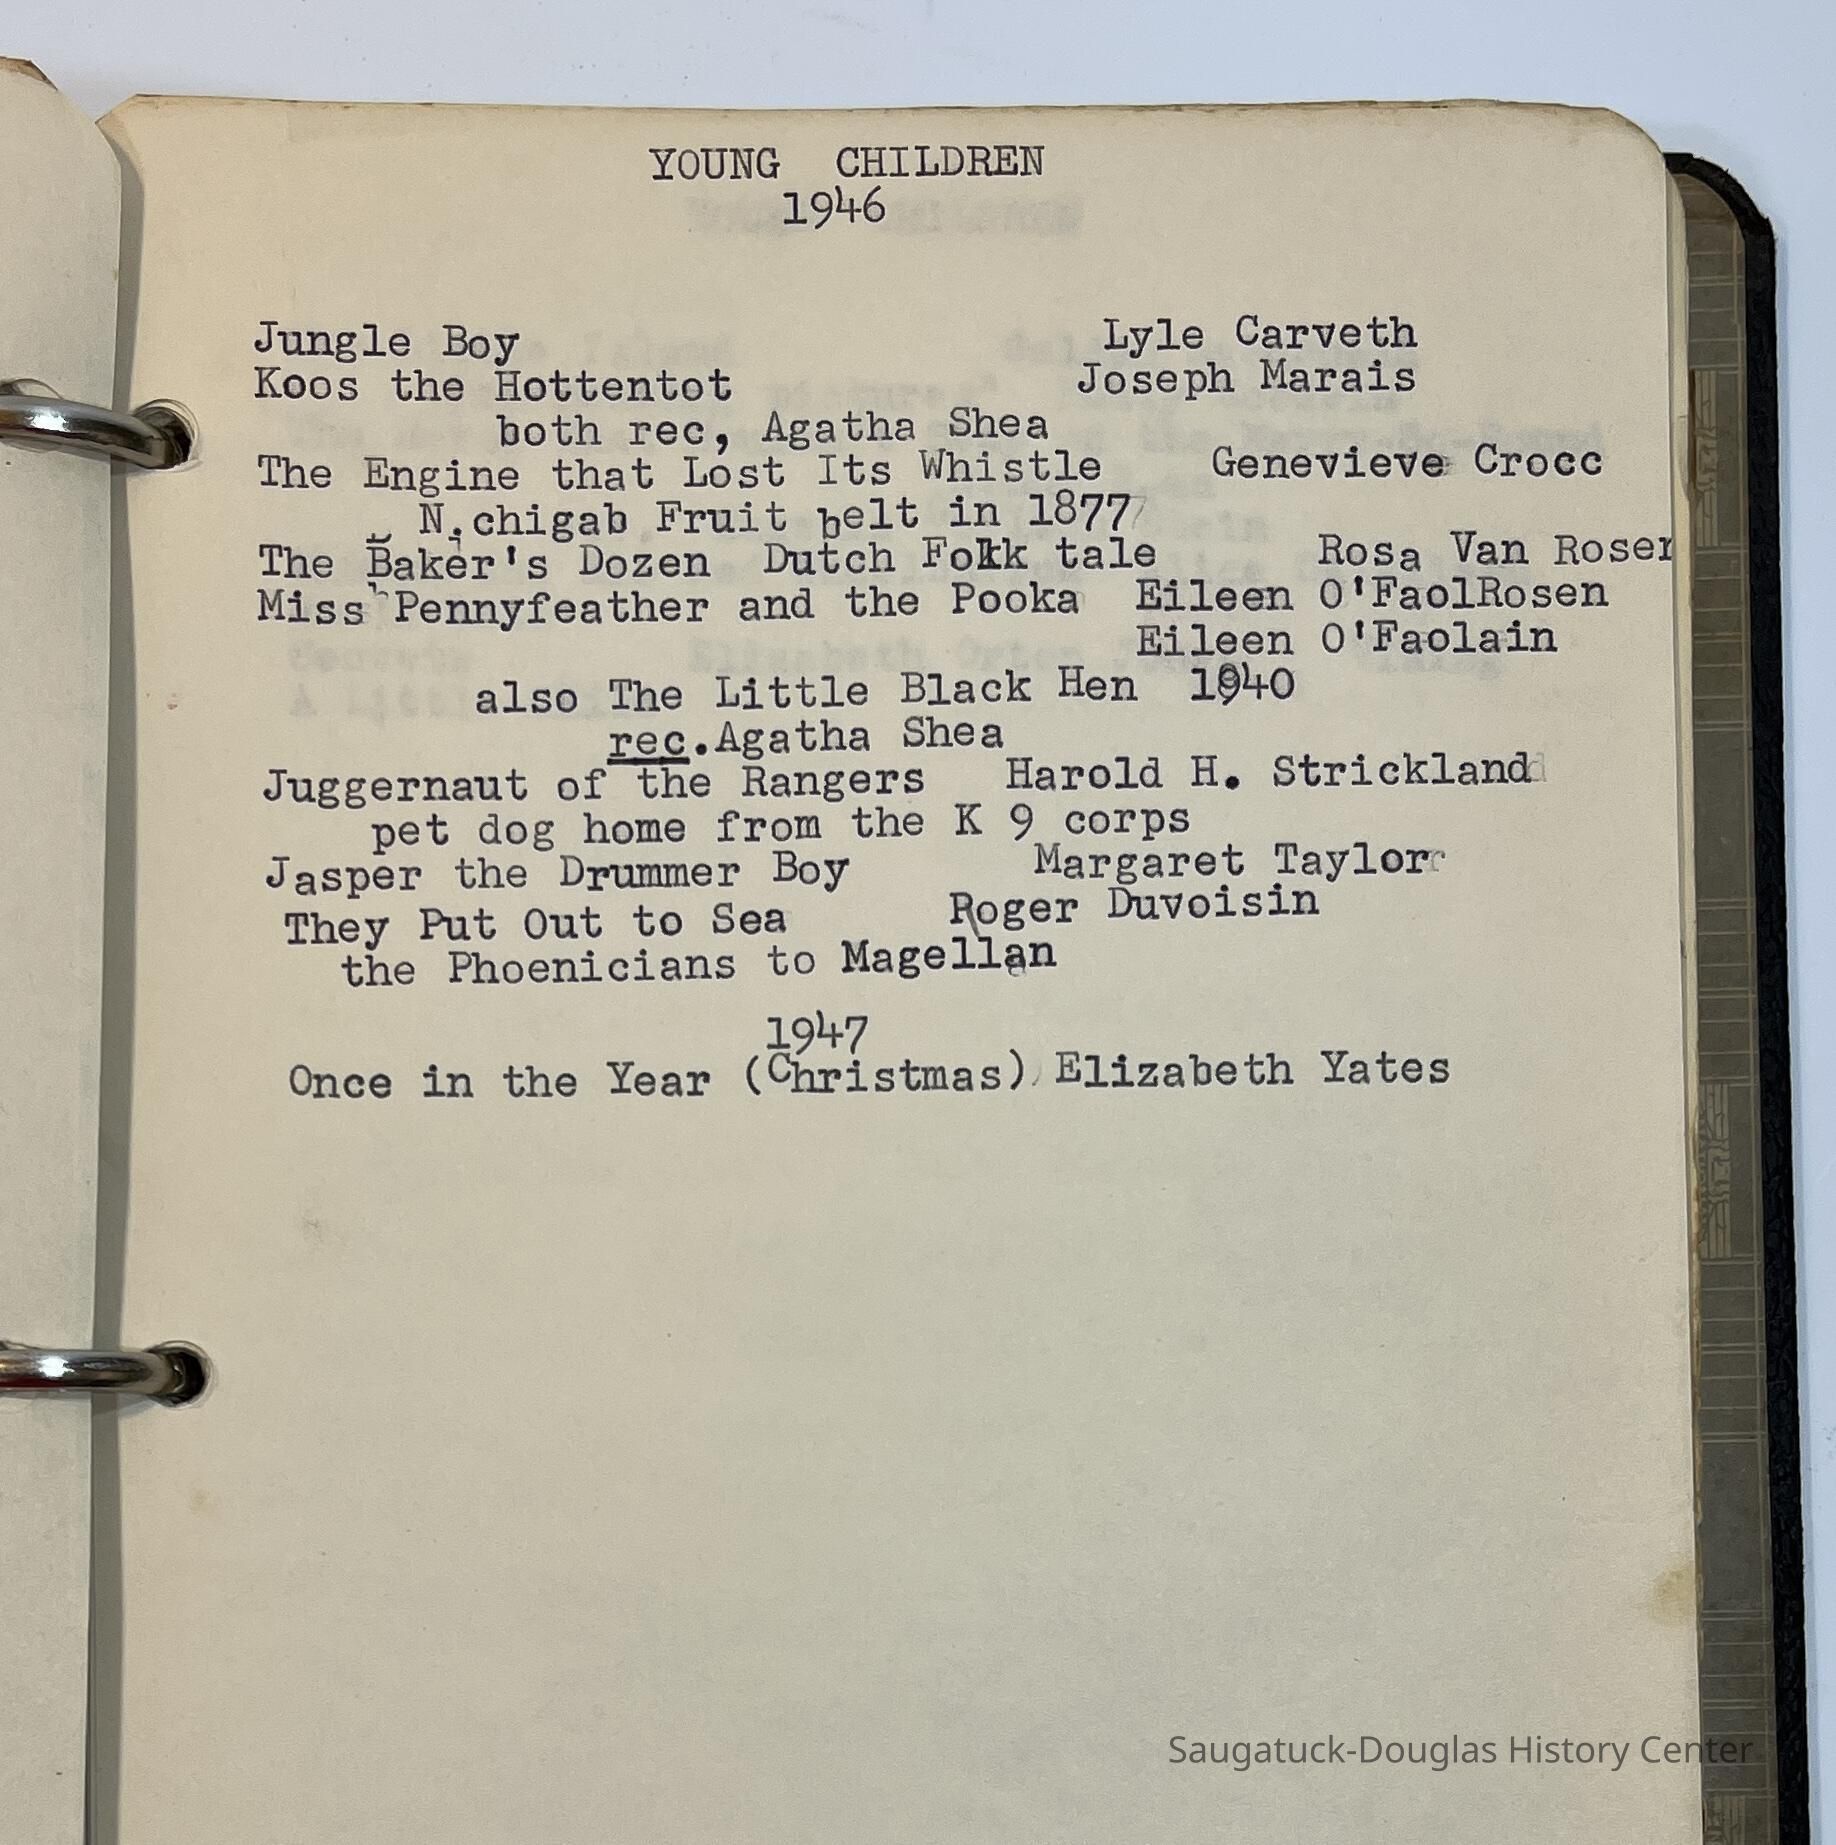 YOUNG CHILDREN
1946
Jungle Boy Lyle Carveth
Koos the Hottentot Joseph Marais
both rec, Agatha Shea
The Engine that Lost Its Whistle Genevieve Crocc
N.chigab Fruit belt in 1877
The Baker's Dozen Dutch Folkk tale Rosa Van Rosen
Miss Pennyfeather and the Pooka Eileen O'FaolRosen
Eileen O'Faolain
also The Little Black Hen 1940
rec.Agatha Shea
Juggernaut of the Rangers Harold H. Strickland
pet dog home from the K 9 corps
Jasper the Drummer Boy Margaret Taylor
They Put Out to Sea Roger Duvoisin
the Phoenicians to Magellan
1947
Once in the Year (Christmas) Elizabeth Yates
Saugatuck-Douglas History Center